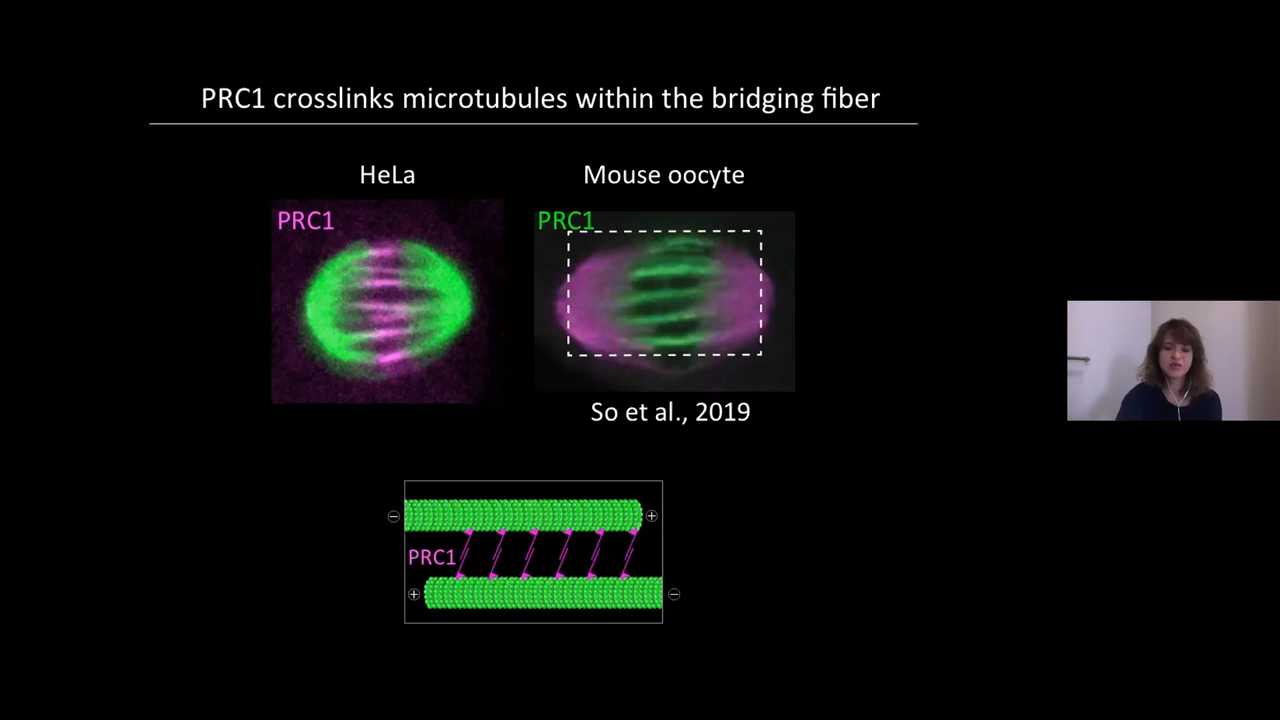 PRC1 crosslinks microtubules within the bridging fiber
HeLa
Mouse oocyte
PRC1
PRC1
So et al., 2019
− +
PRC1
+ −